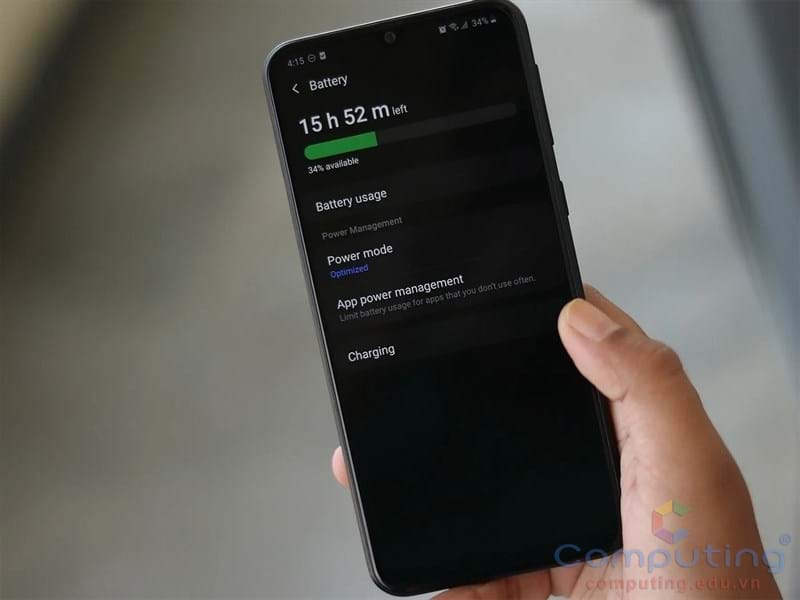 4:15
34%
Battery
15 h 52 m left
34% available
Battery usage
Power Management
Power mode
Optimized
App power management
Limit battery usage for apps that you don't use often.
Charging
Computing®
computing.edu.vn